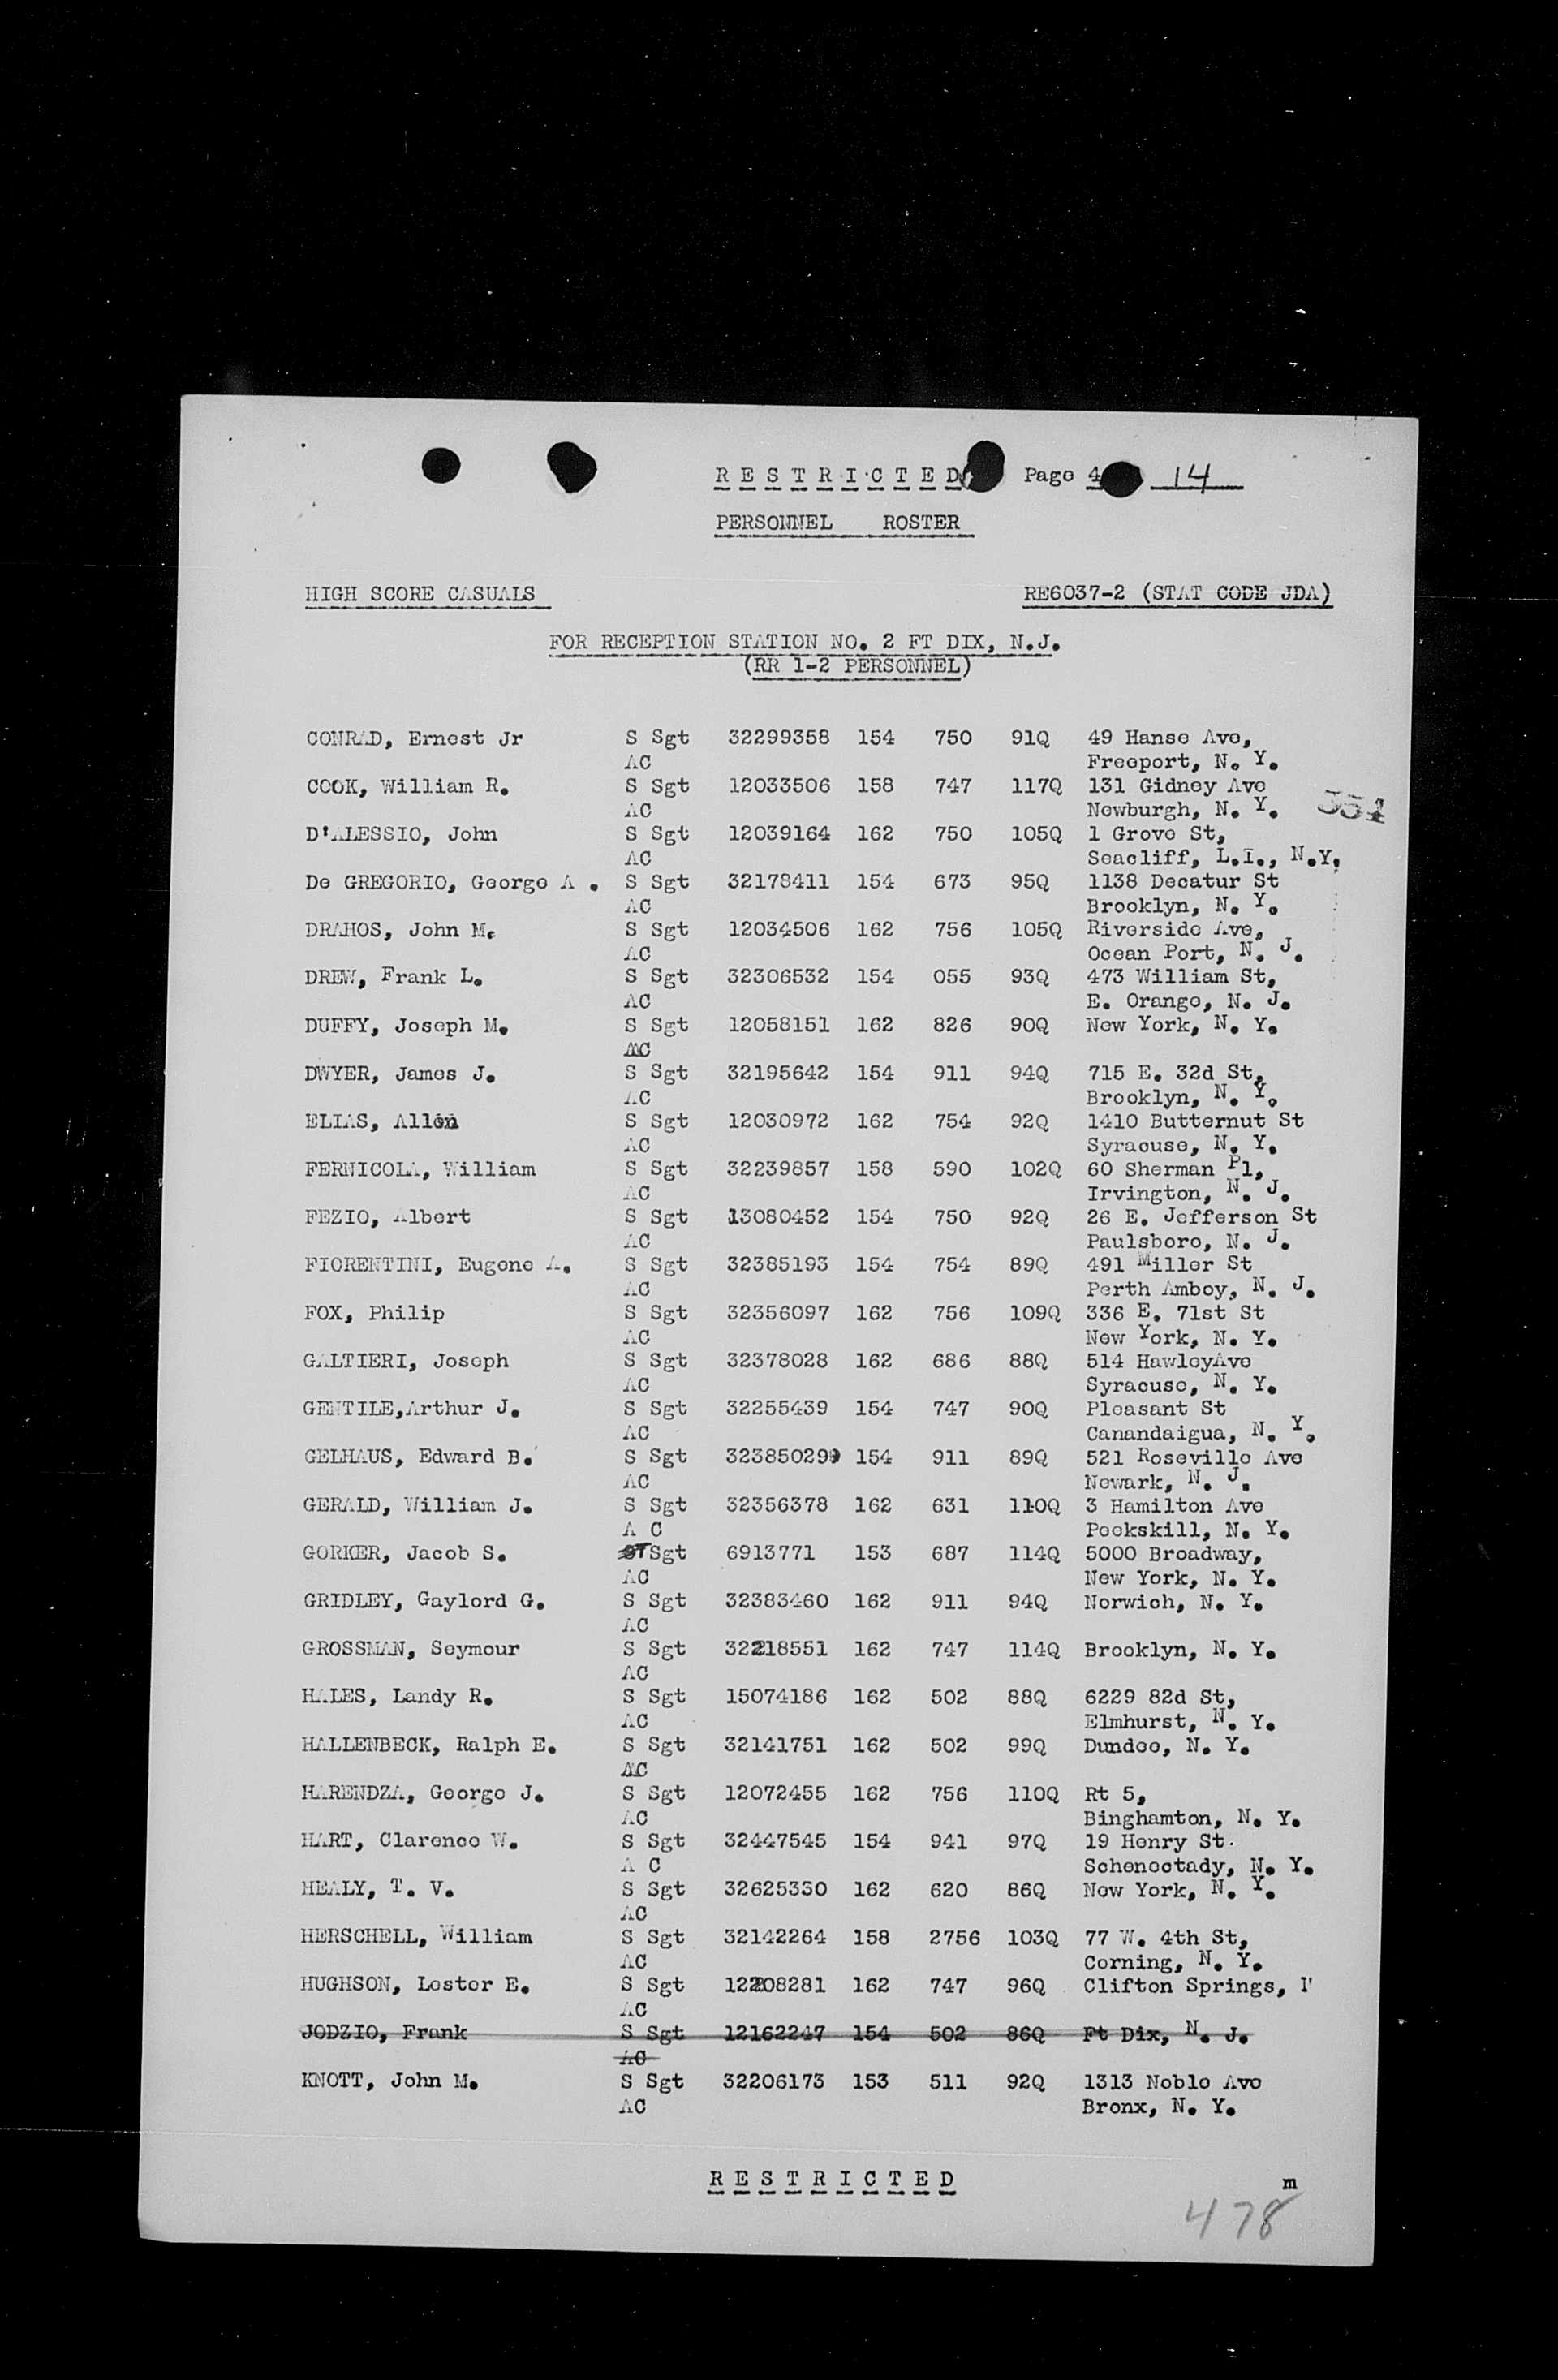 R E S T R I C T E D Page 4 14
PERSONNEL ROSTER
HIGH SCORE CASUALS RE6037-2 (STAT CODE JDA)
FOR RECEPTION STATION NO. 2 FT DIX, N.J.
(RR 1-2 PERSONNEL)
CONRAD, Ernest Jr S Sgt 32299358 154 750 91Q 49 Hanse Ave,
AC Freeport, N. Y.
COOK, William R. S Sgt 12033506 158 747 117Q 131 Gidney Ave
AC Newburgh, N. Y. 554
D'ALESSIO, John S Sgt 12039164 162 750 105Q 1 Grove St,
AC Seacliff, L.I., N.Y.
De GREGORIO, George A . S Sgt 32178411 154 673 95Q 1138 Decatur St
AC Brooklyn, N. Y.
DRAHOS, John M. S Sgt 12034506 162 756 105Q Riverside Ave,
AC Ocean Port, N. J.
DREW, Frank L. S Sgt 32306532 154 055 93Q 473 William St,
AC E. Orange, N. J.
DUFFY, Joseph M. S Sgt 12058151 162 826 90Q New York, N. Y.
AC
DWYER, James J. S Sgt 32195642 154 911 94Q 715 E. 32d St,
AC Brooklyn, N. Y.
ELIAS, Allen S Sgt 12030972 162 754 92Q 1410 Butternut St
AC Syracuse, N. Y.
FERNICOLA, William S Sgt 32239857 158 590 102Q 60 Sherman Pl,
AC Irvington, N. J.
FEZIO, Albert S Sgt 13080452 154 750 92Q 26 E. Jefferson St
AC Paulsboro, N. J.
FIORENTINI, Eugene A. S Sgt 32385193 154 754 89Q 491 Miller St
AC Perth Amboy, N. J.
FOX, Philip S Sgt 32356097 162 756 109Q 336 E. 71st St
AC New York, N. Y.
GALTIERI, Joseph S Sgt 32378028 162 686 88Q 514 HawleyAve
AC Syracuse, N. Y.
GENTILE,Arthur J. S Sgt 32255439 154 747 90Q Pleasant St
AC Canandaigua, N. Y.
GELHAUS, Edward B. S Sgt 323850299 154 911 89Q 521 Roseville Ave
AC Newark, N. J.
GERALD, William J. S Sgt 32356378 162 631 110Q 3 Hamilton Ave
A C Peekskill, N. Y.
GORKER, Jacob S. T Sgt 6913771 153 687 114Q 5000 Broadway,
AC New York, N. Y.
GRIDLEY, Gaylord G. S Sgt 32383460 162 911 94Q Norwich, N. Y.
AC
GROSSMAN, Seymour S Sgt 32218551 162 747 114Q Brooklyn, N. Y.
AC
HALES, Landy R. S Sgt 15074186 162 502 88Q 6229 82d St,
AC Elmhurst, N. Y.
HALLENBECK, Ralph E. S Sgt 32141751 162 502 99Q Dundee, N. Y.
AC
HARENDZA, George J. S Sgt 12072455 162 756 110Q Rt 5,
AC Binghamton, N. Y.
HART, Clarence W. S Sgt 32447545 154 941 97Q 19 Henry St.
A C Schenectady, N. Y.
HEALY, T. V. S Sgt 32625330 162 620 86Q New York, N. Y.
AC
HERSCHELL, William S Sgt 32142264 158 2756 103Q 77 W. 4th St,
AC Corning, N. Y.
HUGHSON, Lester E. S Sgt 12208281 162 747 96Q Clifton Springs,
AC
JODZIO, Frank S Sgt 12162247 154 502 86Q Ft Dix, N. J.
AC
KNOTT, John M. S Sgt 32206173 153 511 92Q 1313 Noble Ave
AC Bronx, N. Y.
R E S T R I C T E D m
478